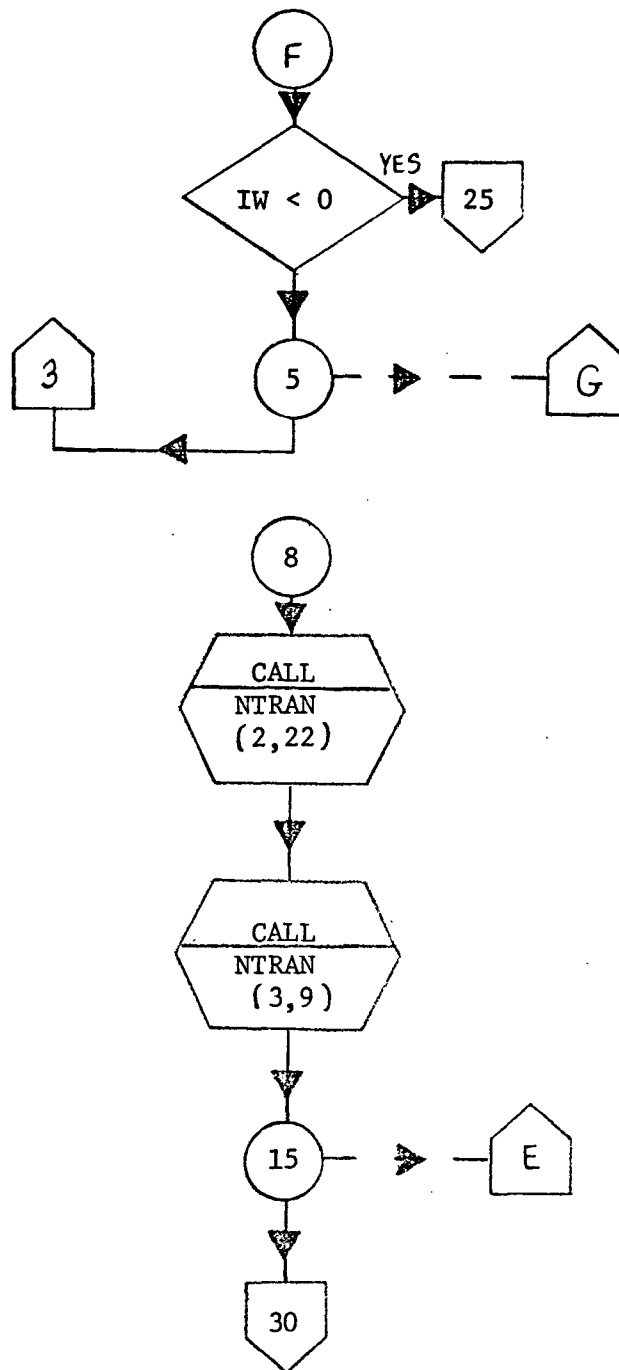 F
YES
IW < 0
25
3
5
G
8
CALL
NTRAN
(2,22)
CALL
NTRAN
(3,9)
15
E
30